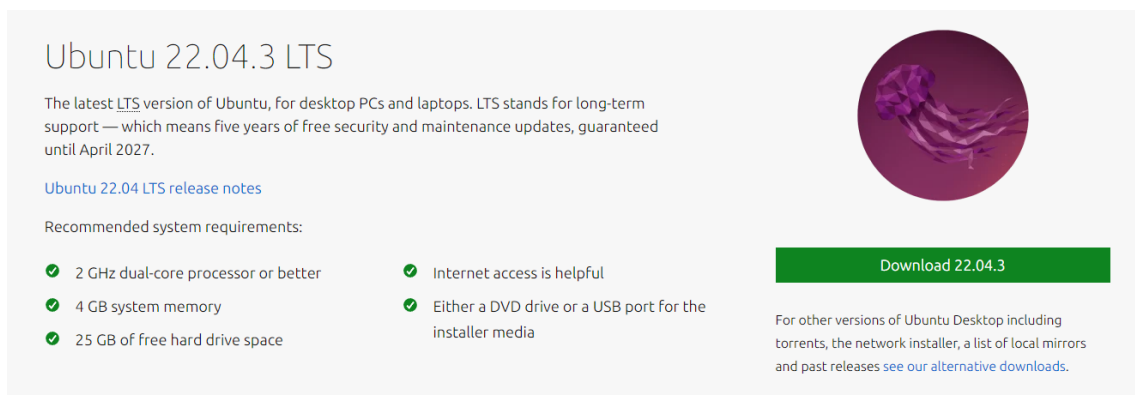 Ubuntu 22.04.3 LTS
The latest LTS version of Ubuntu, for desktop PCs and laptops. LTS stands for long-term
support — which means five years of free security and maintenance updates, guaranteed
until April 2027.
Ubuntu 22.04 LTS release notes
Recommended system requirements:
2 GHz dual-core processor or better
4 GB system memory
25 GB of free hard drive space
Internet access is helpful
Either a DVD drive or a USB port for the
installer media
Download 22.04.3
For other versions of Ubuntu Desktop including
torrents, the network installer, a list of local mirrors
and past releases see our alternative downloads.